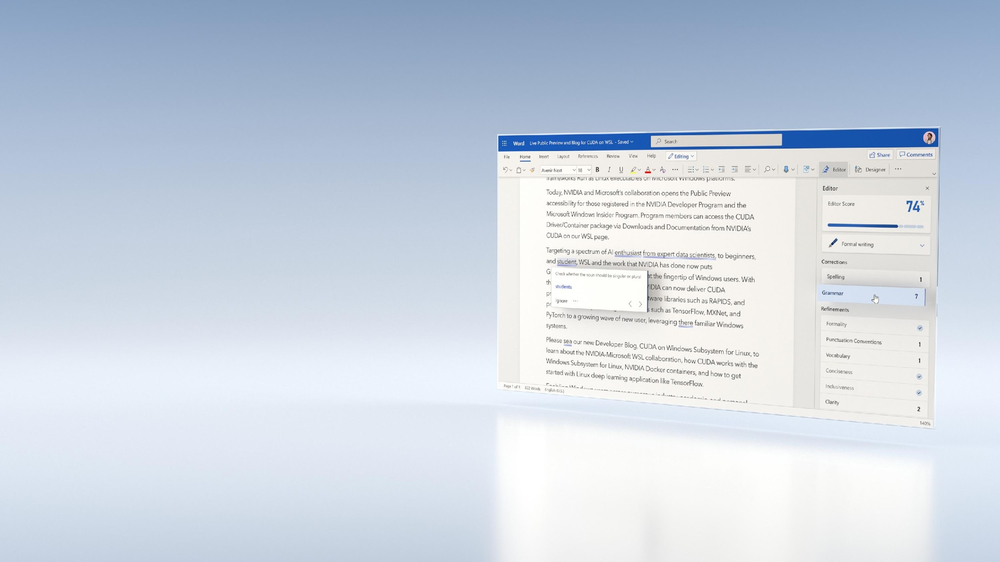 Word Live Public Preview and Blog for CUDA on WSL - Saved Search
File Home Insert Layout References Review View Help Editing Share Comments
Avenir Next 18 B I U A A Editor Designer
frameworks Run as Linux executables on Microsoft Windows platforms.
Today, NVIDIA and Microsoft's collaboration opens the Public Preview
accessibility for those registered in the NVIDIA Developer Program and the
Microsoft Windows Insider Program. Program members can access the CUDA
Driver/Container package via Downloads and Documentation from NVIDIA's
CUDA on our WSL page.
Targeting a spectrum of AI enthusiast from expert data scientists, to beginners,
and student, WSL and the work that NVIDIA has done now puts
G at the fingertip of Windows users. With
th IDIA can now deliver CUDA
pr tware libraries such as RAPIDS, and
pr s such as TensorFlow, MXNet, and
PyTorch to a growing wave of new user, leveraging there familiar Windows
systems.
Please sea our new Developer Blog, CUDA on Windows Subsystem for Linux, to
learn about the NVIDIA-Microsoft WSL collaboration, how CUDA works with the
Windows Subsystem for Linux, NVIDIA Docker containers, and how to get
started with Linux deep learning application like TensorFlow.
Enabling Windows users across numerous industry, academic, and personal
Check whether the noun should be singular or plural
students
Ignore
Editor
Editor Score 74%
Formal writing
Corrections
Spelling 1
Grammar 7
Refinements
Formality
Punctuation Conventions 1
Vocabulary 1
Conciseness
Inclusiveness
Clarity 2
Page 1 of 3 322 Words English (U.S.)
140%